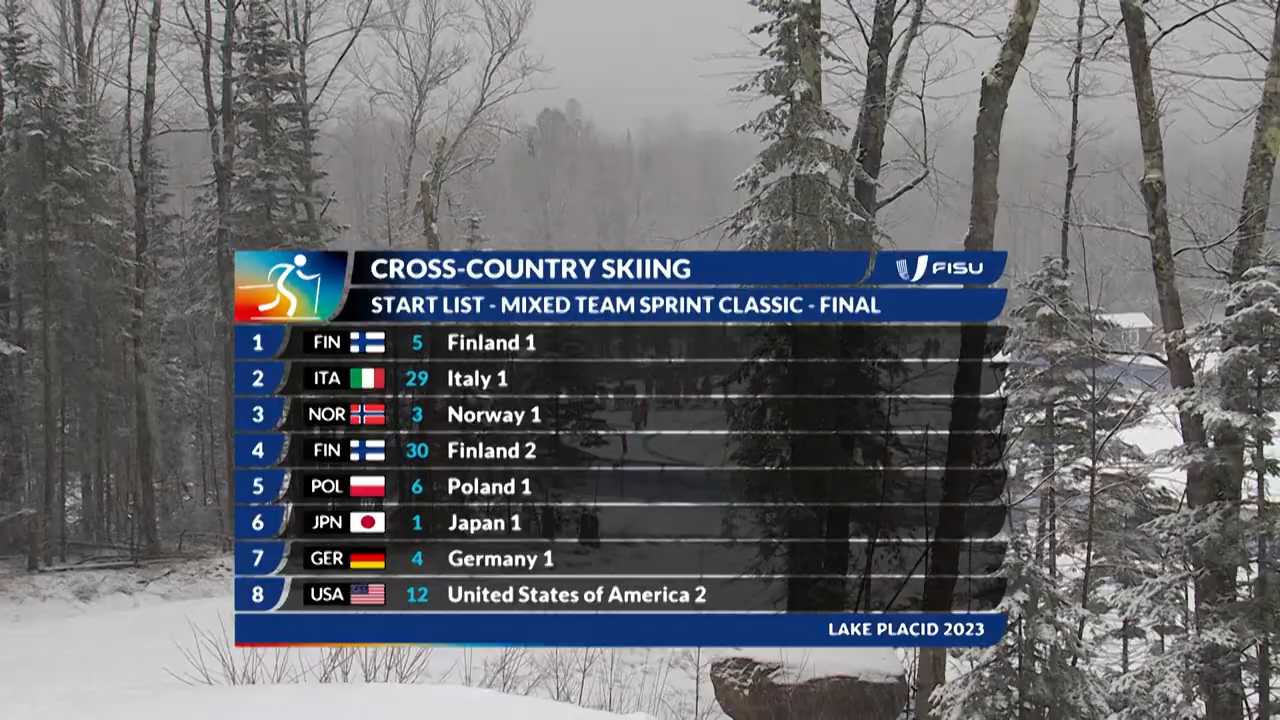 CROSS-COUNTRY SKIING FISU
START LIST - MIXED TEAM SPRINT CLASSIC - FINAL
1 FIN 5 Finland 1
2 ITA 29 Italy 1
3 NOR 3 Norway 1
4 FIN 30 Finland 2
5 POL 6 Poland 1
6 JPN 1 Japan 1
7 GER 4 Germany 1
8 USA 12 United States of America 2
LAKE PLACID 2023